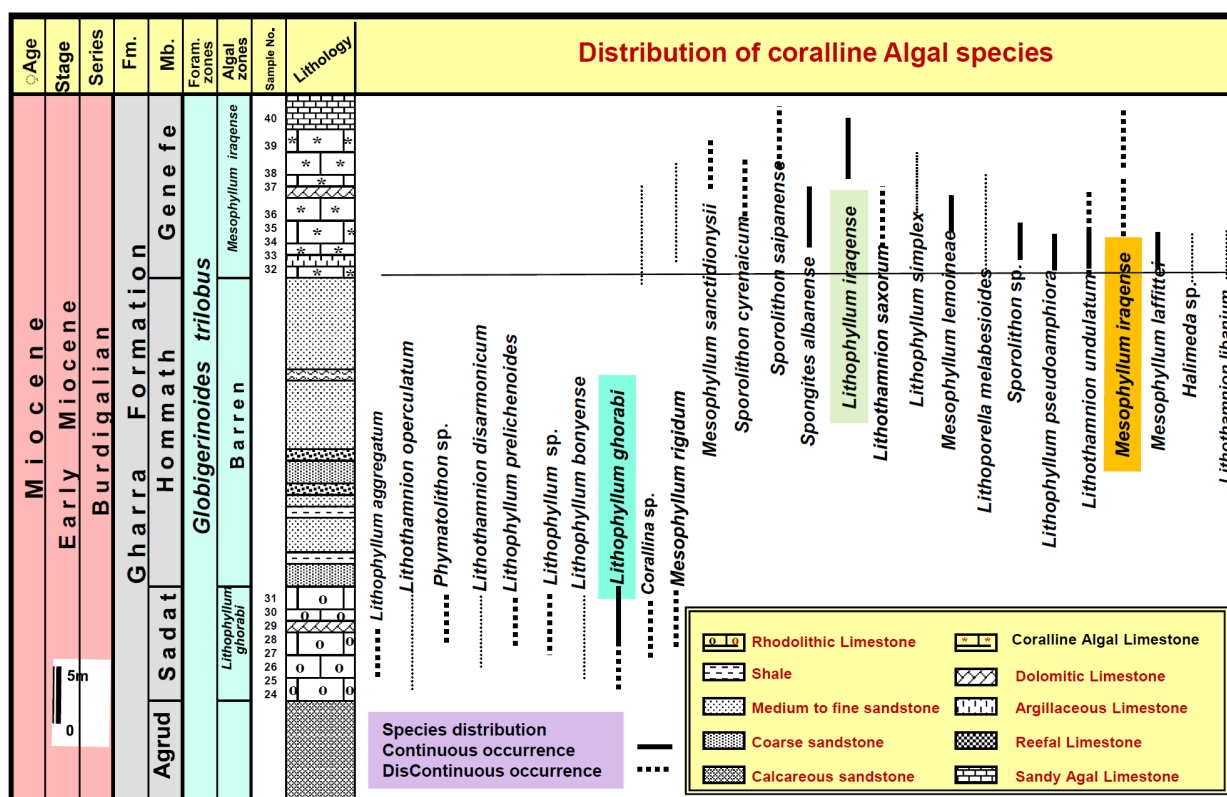 Age
Stage
Series
Fm.
Mb.
Foram. zones
Algal zones
Sample No.
Lithology
Distribution of coralline Algal species
Miocene
Early Miocene
Burdigalian
Gharra Formation
Genefe
Hommath
Sadat
Agrud
Globigerinoides trilobus
Mesophyllum iraqense
Barren
Lithophyllum
ghorabi
40
39
38
37
36
35
34
33
32
31
30
29
28
27
26
25
24
5m
0
Lithophyllum aggregatum
Lithothamnion operculatum
Phymatolithon sp.
Lithothamnion disarmonicum
Lithophyllum prelichenoides
Lithophyllum sp.
Lithophyllum bonyense
Lithophyllum ghorabi
Corallina sp.
Mesophyllum rigidum
Mesophyllum sanctidionysii
Sporolithon cyrenaicum
Sporolithon saipanense
Spongites albanense
Lithophyllum iraqense
Lithothamnion saxorum
Lithophyllum simplex
Mesophyllum lemoineae
Lithoporella melabesioides
Sporolithon sp.
Lithophyllum pseudoamphiora
Lithothamnion undulatum
Mesophyllum iraqense
Mesophyllum laffittei
Halimeda sp.
Lithothampion libanium
Species distribution
Continuous occurrence
DisContinuous occurrence
Rhodolithic Limestone
Shale
Medium to fine sandstone
Coarse sandstone
Calcareous sandstone
Coralline Algal Limestone
Dolomitic Limestone
Argillaceous Limestone
Reefal Limestone
Sandy Agal Limestone